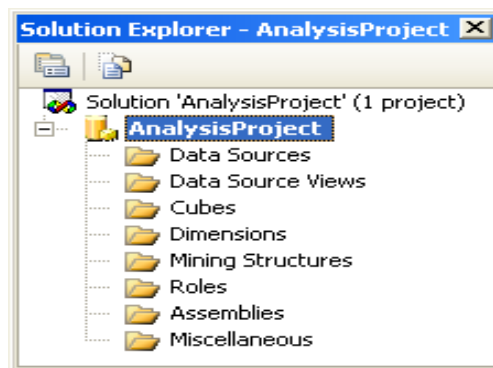 Solution Explorer - AnalysisProject
Solution 'AnalysisProject' (1 project)
AnalysisProject
Data Sources
Data Source Views
Cubes
Dimensions
Mining Structures
Roles
Assemblies
Miscellaneous